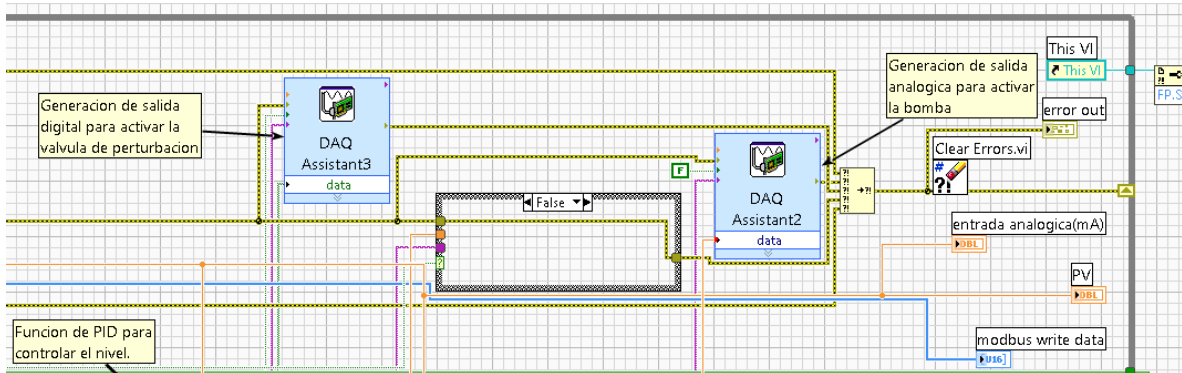 This VI
This VI
FP.S
Generacion de salida
digital para activar la
valvula de perturbacion
DAQ
Assistant3
data
Generacion de salida
analogica para activar
la bomba
error out
Clear Errors.vi
#
?!
F
DAQ
Assistant2
data
False
?
?!
?!
?!
?!
?!
entrada analogica(mA)
DBL
PV
DBL
modbus write data
U16
Funcion de PID para
controlar el nivel.